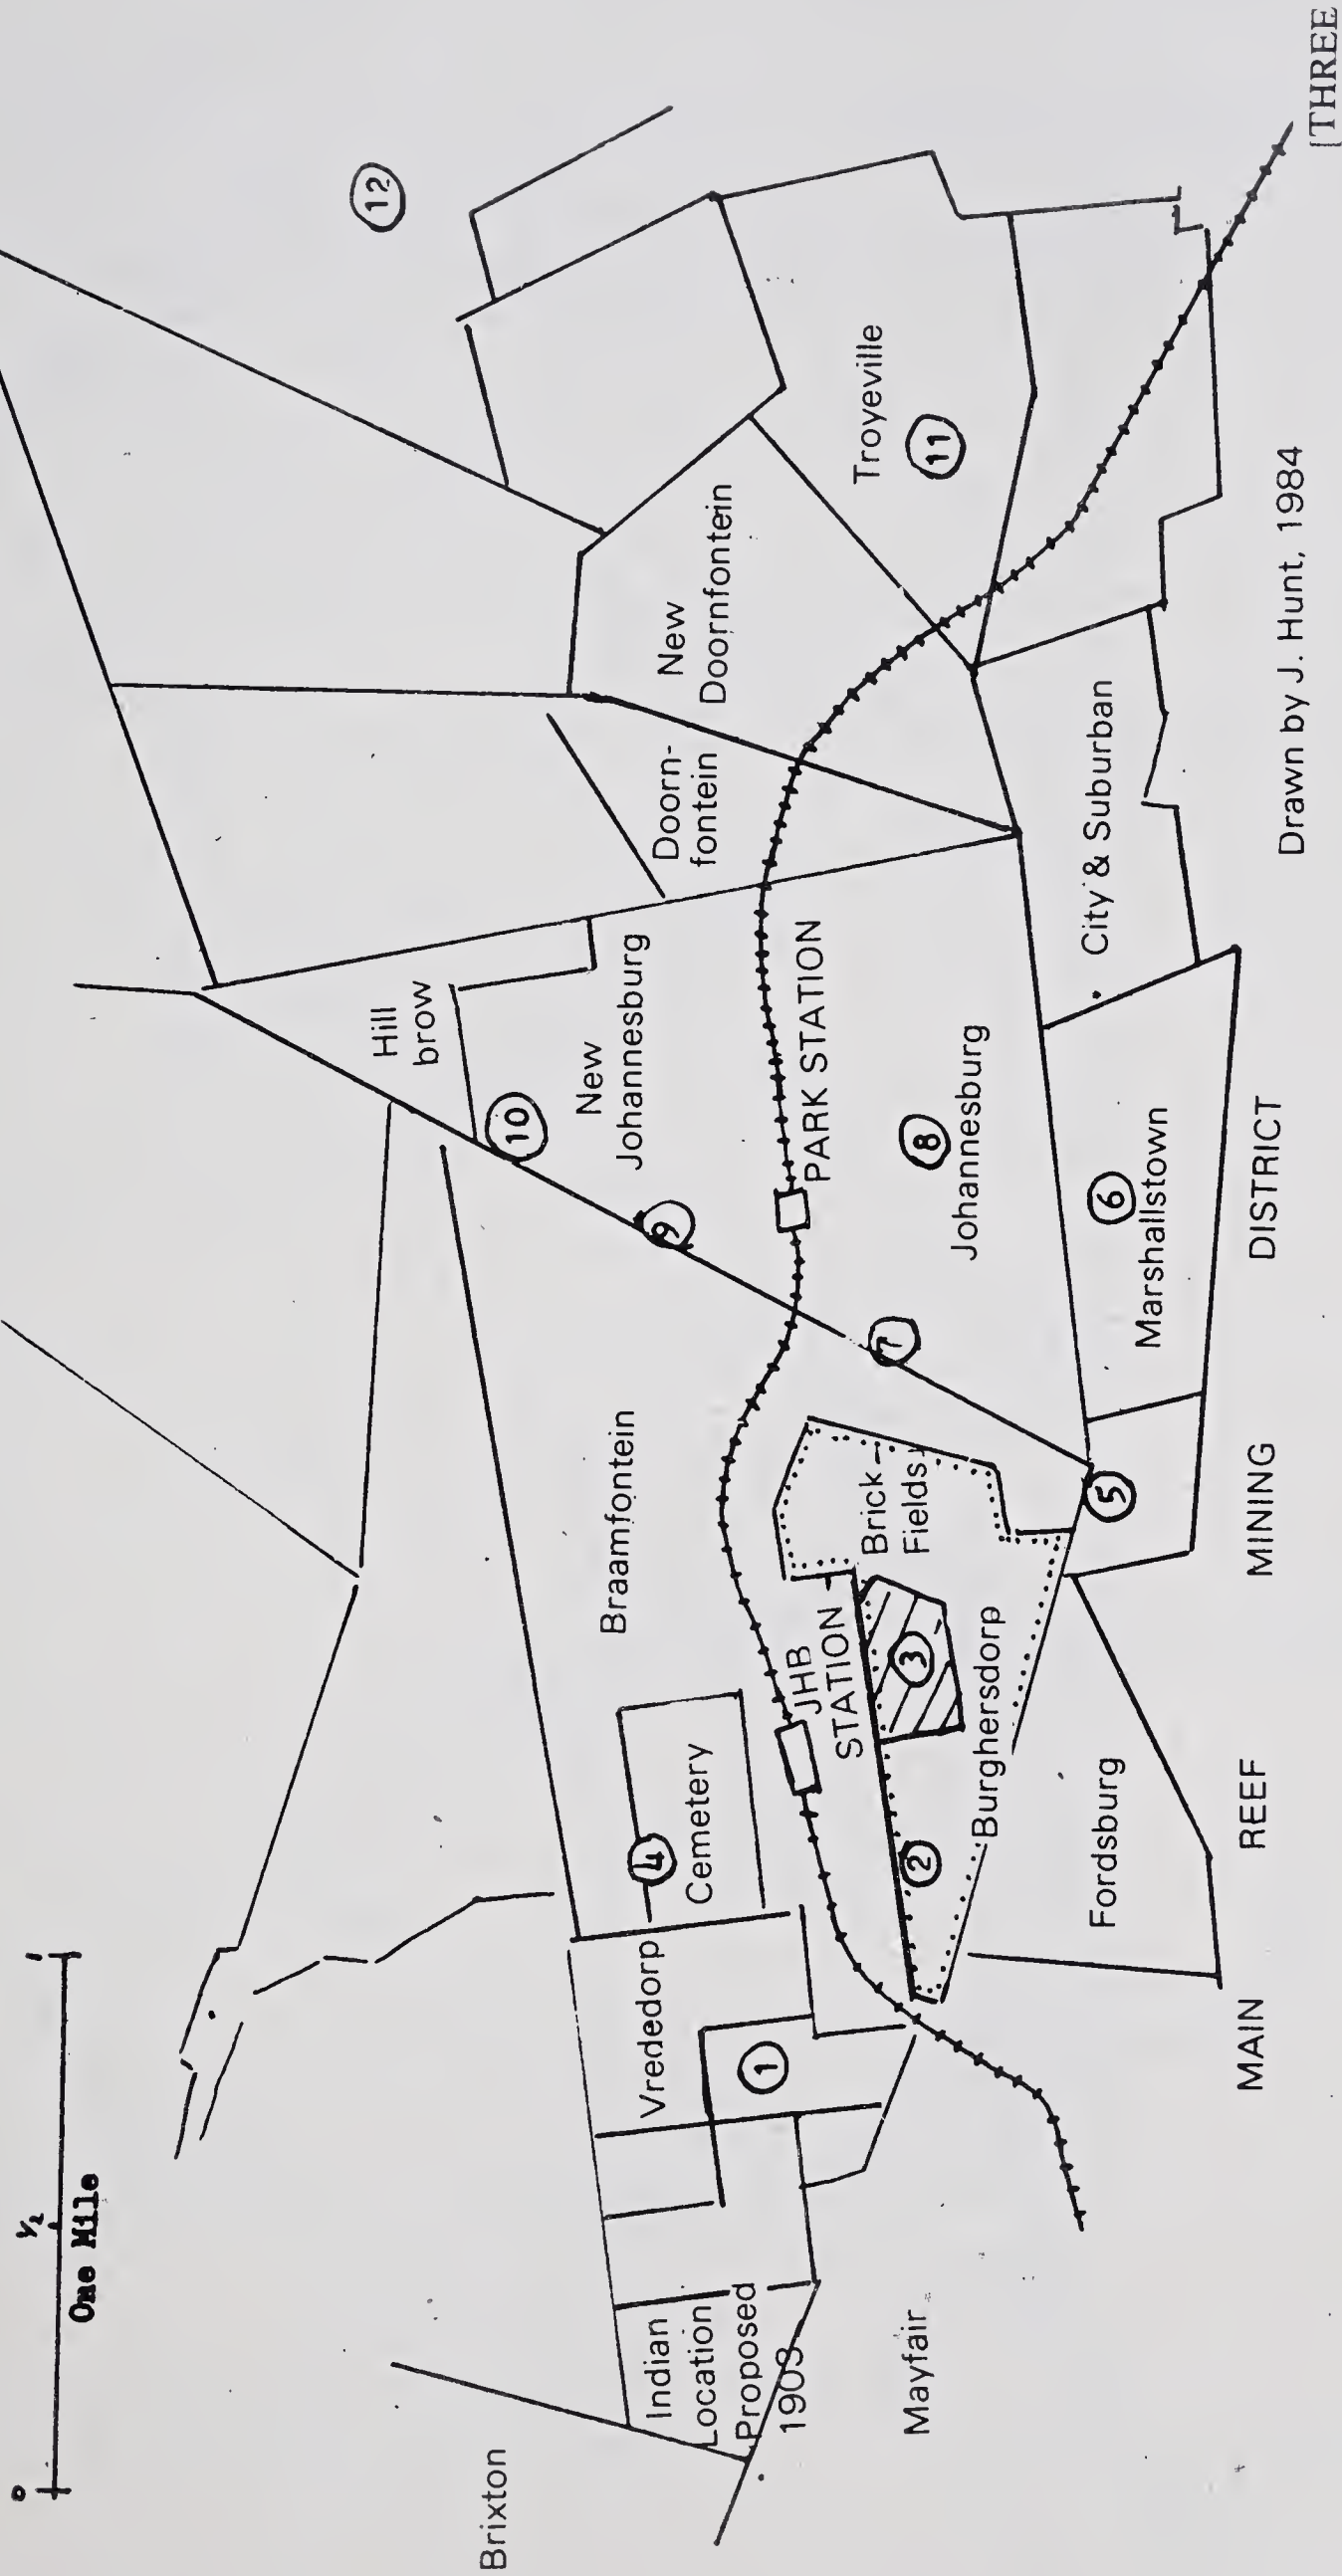 0 ½ 1
One Mile
12
Hill
brow
Brixton
10
New
Johannesburg
Braamfontein
9
Indian
Location
Proposed
1903
Vrededorp
4
Cemetery
1
Doorn-
fontein
New
Doornfontein
JHB
STATION
PARK STATION
Troyeville
11
Brick-
Fields
7
8
Johannesburg
3
2
Mayfair
Burghersdorp
Fordsburg
5
6
Marshallstown
City & Suburban
MAIN REEF MINING DISTRICT
Drawn by J. Hunt, 1984
[THREE